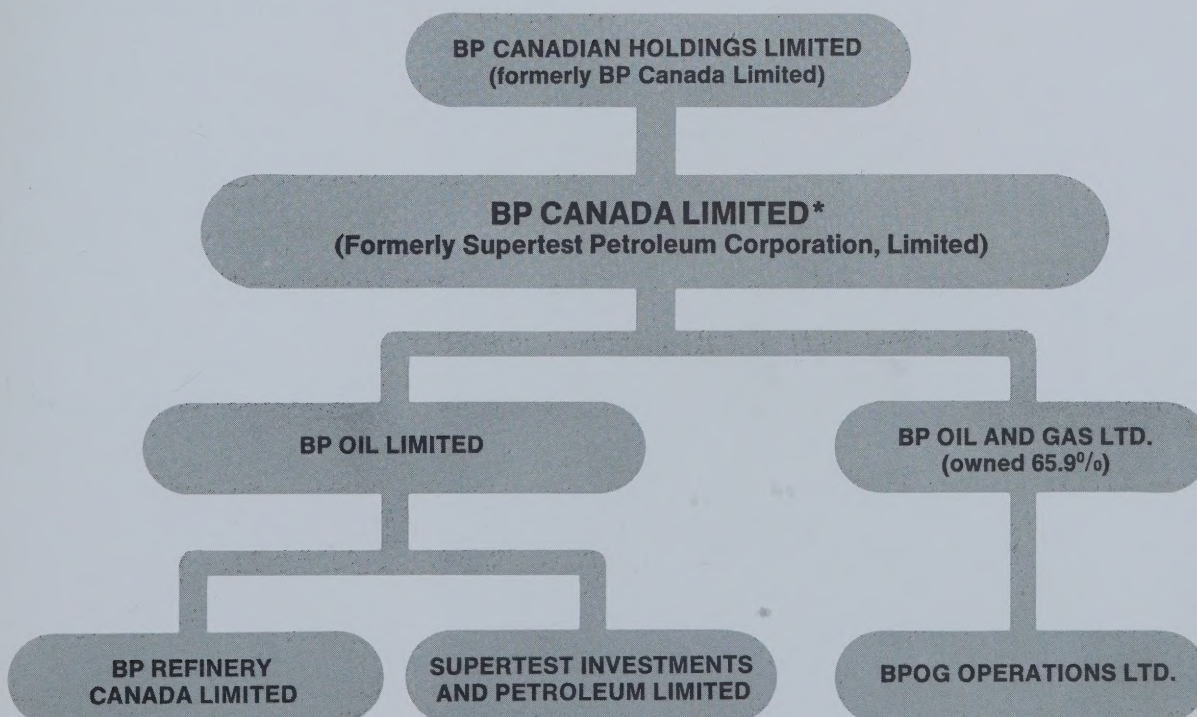 BP CANADIAN HOLDINGS LIMITED
(formerly BP Canada Limited)
BP CANADA LIMITED*
(Formerly Supertest Petroleum Corporation, Limited)
BP OIL LIMITED
BP OIL AND GAS LTD.
(owned 65.9%)
BP REFINERY
CANADA LIMITED
SUPERTEST INVESTMENTS
AND PETROLEUM LIMITED
BPOG OPERATIONS LTD.